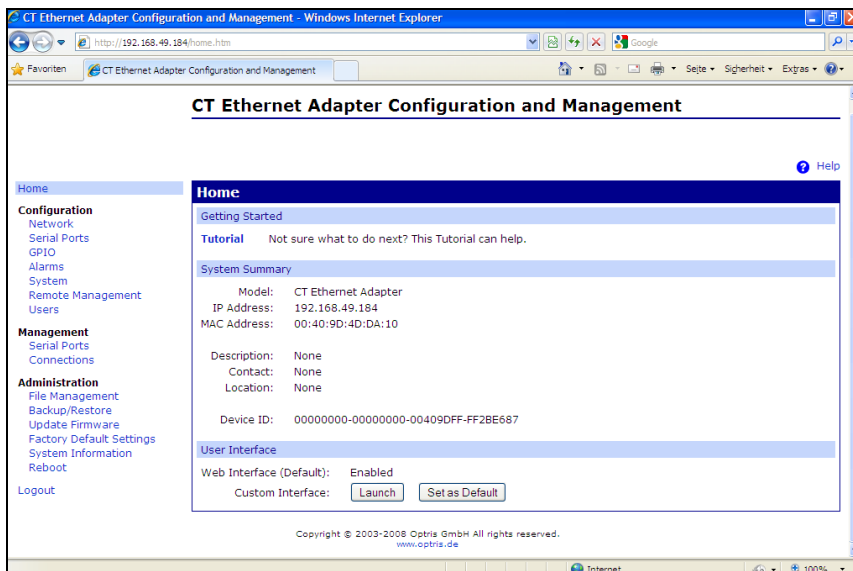 CT Ethernet Adapter Configuration and Management - Windows Internet Explorer
http://192.168.49.184/home.htm
Google
Favoriten
CT Ethernet Adapter Configuration and Management
Seite
Sicherheit
Extras
CT Ethernet Adapter Configuration and Management
Help
Home
Configuration
Network
Serial Ports
GPIO
Alarms
System
Remote Management
Users
Management
Serial Ports
Connections
Administration
File Management
Backup/Restore
Update Firmware
Factory Default Settings
System Information
Reboot
Logout
Home
Getting Started
Tutorial Not sure what to do next? This Tutorial can help.
System Summary
Model: CT Ethernet Adapter
IP Address: 192.168.49.184
MAC Address: 00:40:9D:4D:DA:10
Description: None
Contact: None
Location: None
Device ID: 00000000-00000000-00409DFF-FF2BE687
User Interface
Web Interface (Default): Enabled
Custom Interface: Launch Set as Default
Copyright © 2003-2008 Optris GmbH All rights reserved.
www.optris.de
Internet
100%